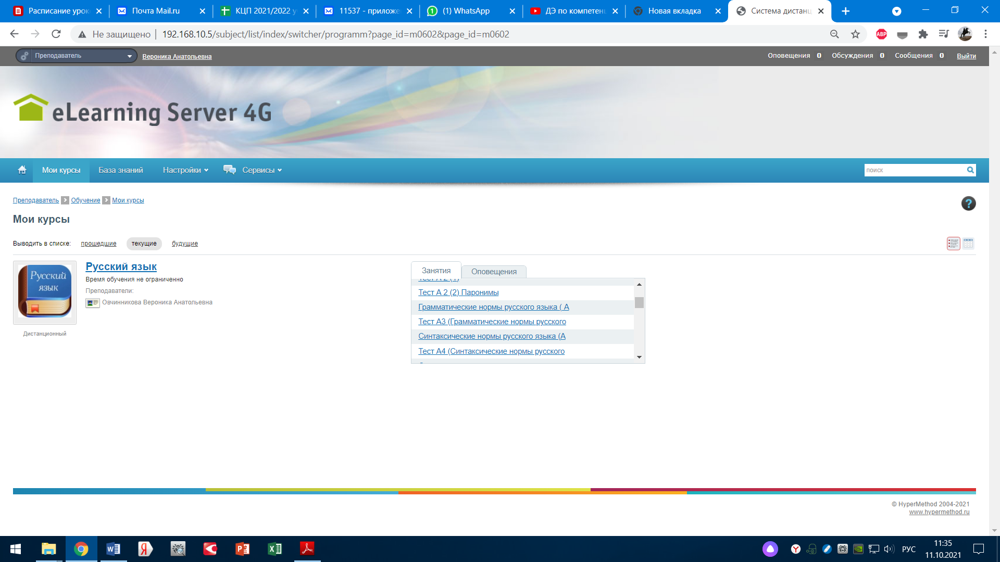 Расписание урок
Почта Mail.ru
КЦП 2021/2022 у
11537 - приложе
(1) WhatsApp
ДЭ по компетен
Новая вкладка
Система дистанц
Не защищено
192.168.10.5/subject/list/index/switcher/programm?page_id=m0602&page_id=m0602
ABP
Преподаватель
Вероника Анатольевна
Оповещения 0
Обсуждения 0
Сообщения 0
Выйти
eLearning Server 4G
Мои курсы
База знаний
Настройки
Сервисы
поиск
Преподаватель
Обучение
Мои курсы
Мои курсы
Выводить в списке: прошедшие текущие будущие
Русский язык
Русский язык
Время обучения не ограниченно
Преподаватели:
Овчинникова Вероника Анатольевна
Дистанционный
Занятия
Оповещения
Тест А 2 (1)
Тест А 2 (2) Паронимы
Грамматические нормы русского языка ( А
Тест А3 (Грамматические нормы русского
Синтаксические нормы русского языка (А
Тест А4 (Синтаксические нормы русского
© HyperMethod 2004-2021
www.hypermethod.ru
РУС
11:35
11.10.2021